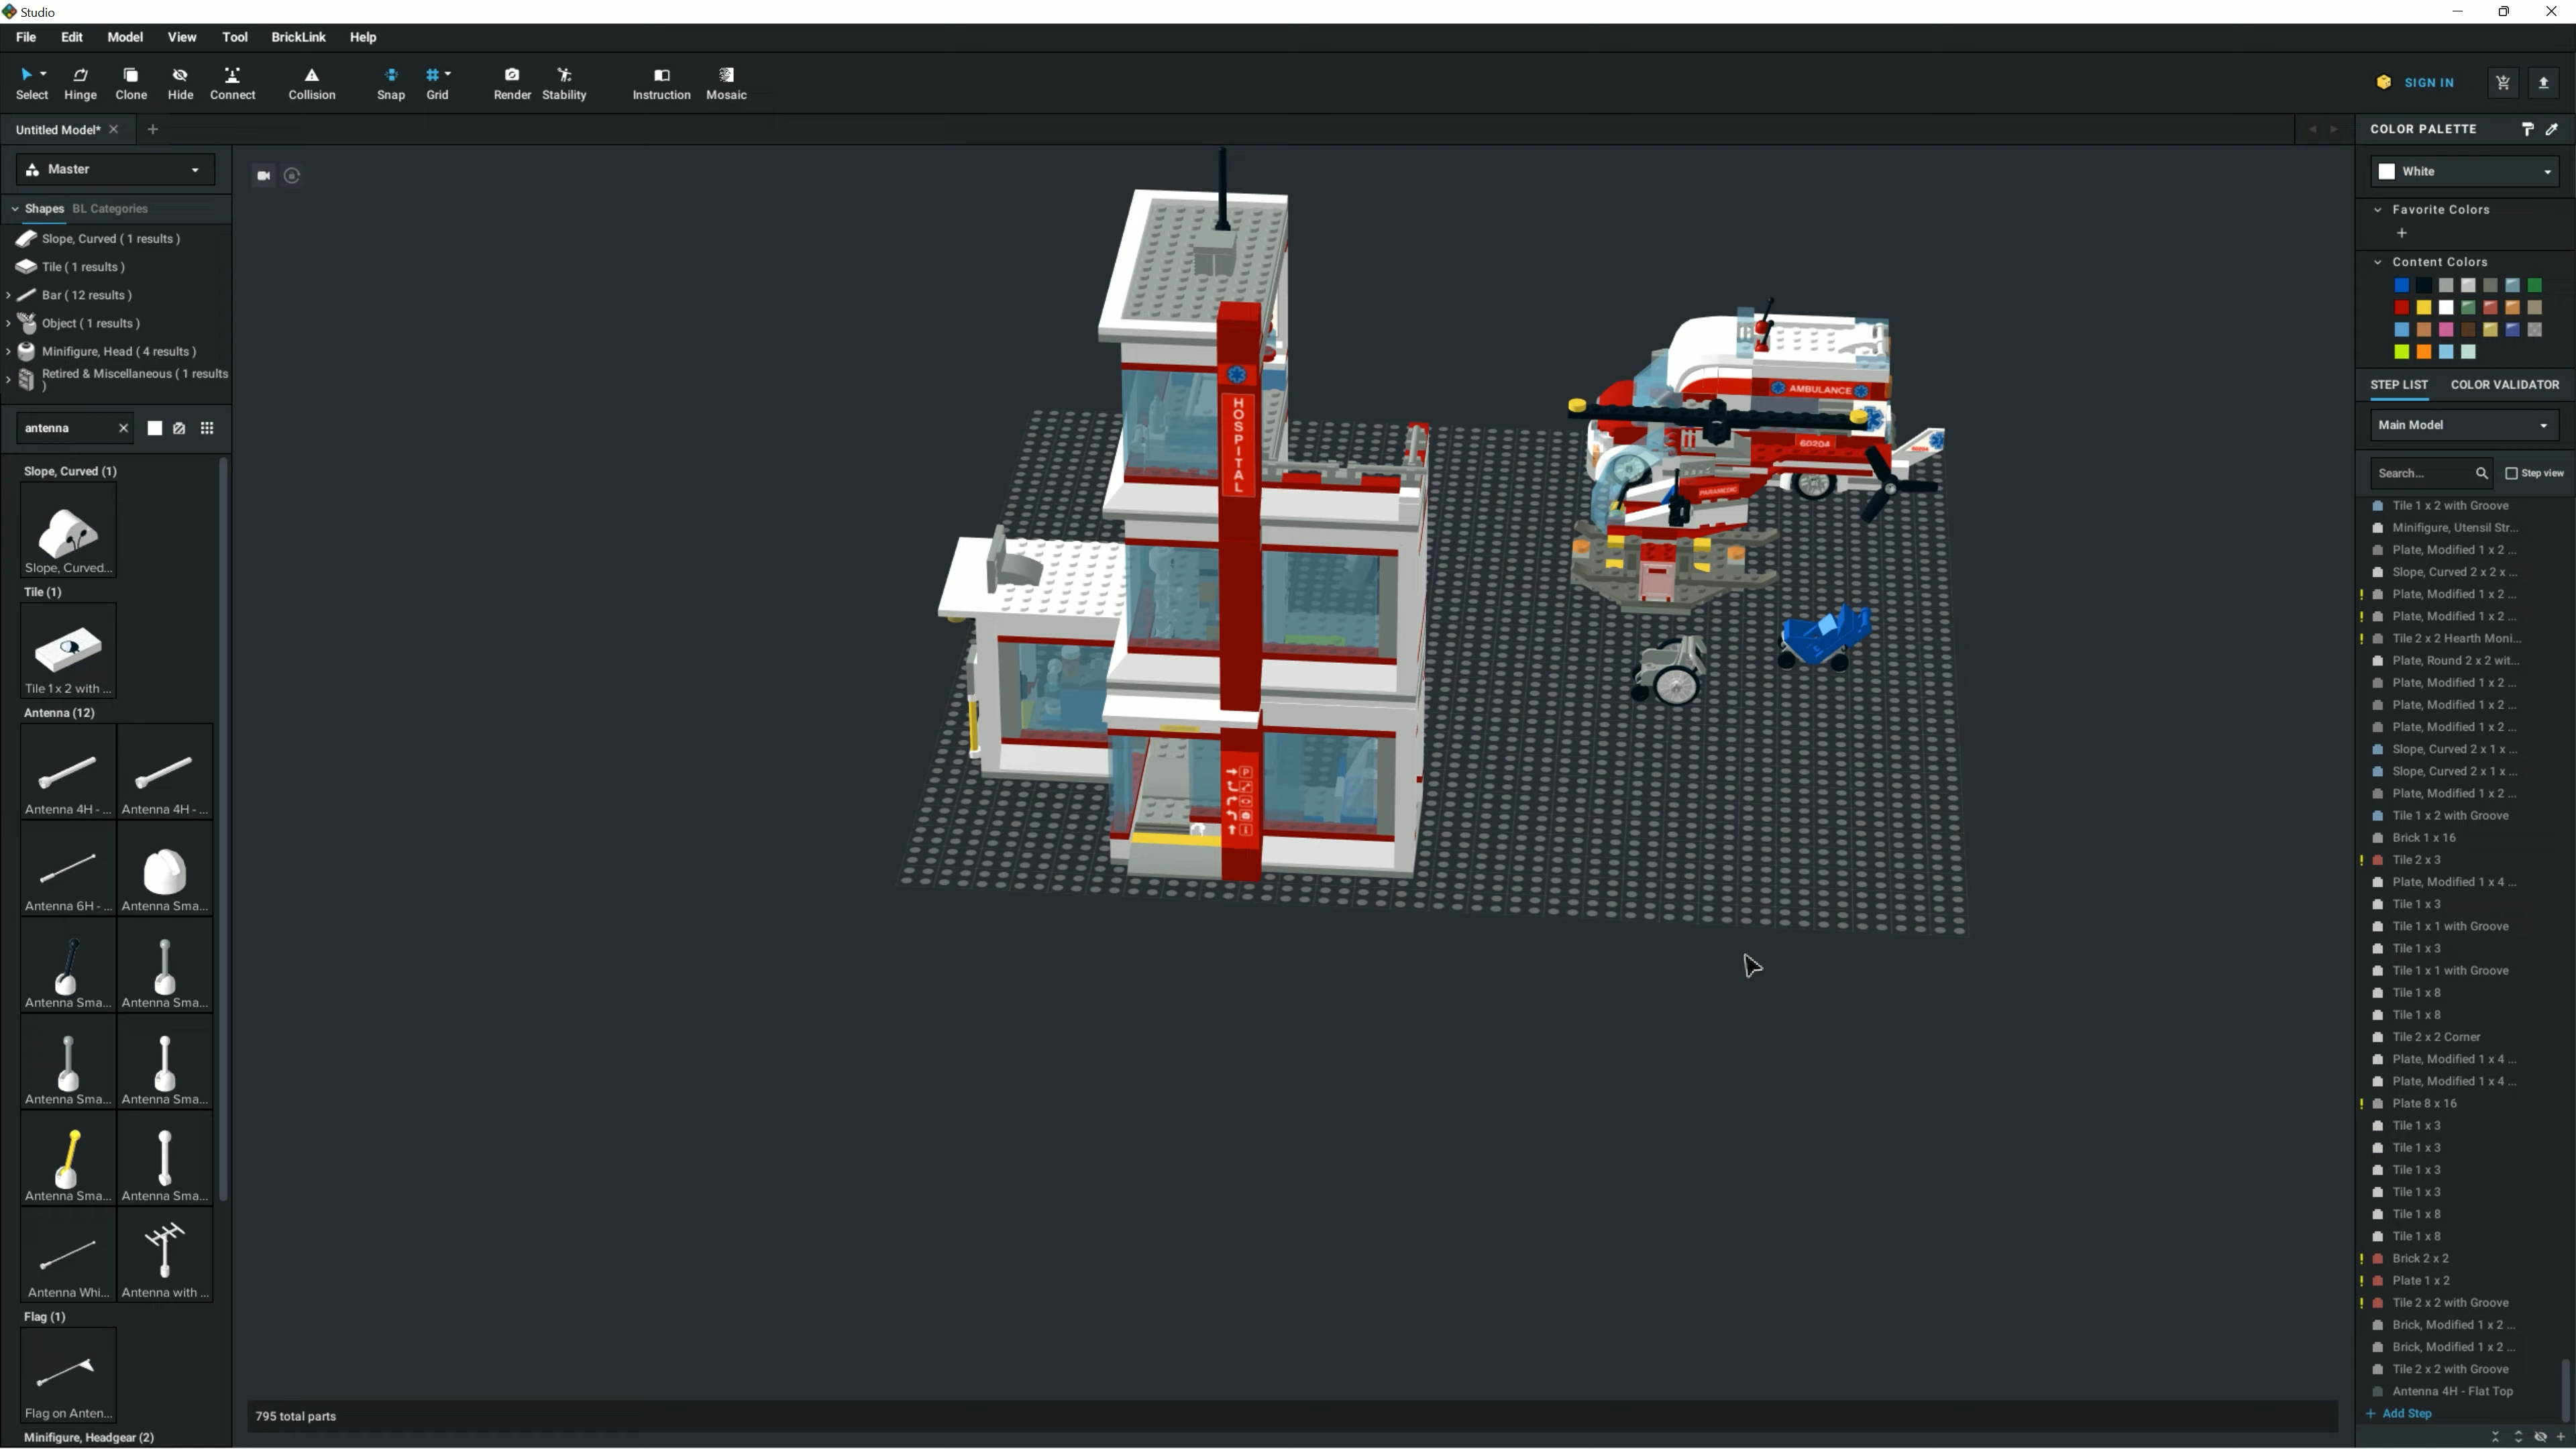 Studio
File Edit Model View Tool BrickLink Help
Select Hinge Clone Hide Connect Collision Snap Grid Render Stability Instruction Mosaic
SIGN IN
Untitled Model*
Master
Shapes BL Categories
Slope, Curved ( 1 results )
Tile ( 1 results )
Bar ( 12 results )
Object ( 1 results )
Minifigure, Head ( 4 results )
Retired & Miscellaneous ( 1 results
)
antenna
Slope, Curved (1)
Slope, Curved...
Tile (1)
Tile 1 x 2 with ...
Antenna (12)
Antenna 4H - ... Antenna 4H - ...
Antenna 6H - ... Antenna Sma...
Antenna Sma... Antenna Sma...
Antenna Sma... Antenna Sma...
Antenna Sma... Antenna Sma...
Antenna Whi... Antenna with ...
Flag (1)
Flag on Anten...
Minifigure, Headgear (2)
HOSPITAL
P
i
AMBULANCE
60204
PARAMEDIC
795 total parts
COLOR PALETTE
White
Favorite Colors
+
Content Colors
STEP LIST COLOR VALIDATOR
Main Model
Search... Step view
Tile 1 x 2 with Groove
Minifigure, Utensil Str...
Plate, Modified 1 x 2 ...
Slope, Curved 2 x 2 x ...
! Plate, Modified 1 x 2 ...
! Plate, Modified 1 x 2 ...
! Tile 2 x 2 Hearth Moni...
Plate, Round 2 x 2 wit...
Plate, Modified 1 x 2 ...
Plate, Modified 1 x 2 ...
Plate, Modified 1 x 2 ...
Slope, Curved 2 x 1 x ...
Slope, Curved 2 x 1 x ...
Plate, Modified 1 x 2 ...
Tile 1 x 2 with Groove
Brick 1 x 16
! Tile 2 x 3
Plate, Modified 1 x 4 ...
Tile 1 x 3
Tile 1 x 1 with Groove
Tile 1 x 3
Tile 1 x 1 with Groove
Tile 1 x 8
Tile 1 x 8
Tile 2 x 2 Corner
Plate, Modified 1 x 4 ...
Plate, Modified 1 x 4 ...
! Plate 8 x 16
Tile 1 x 3
Tile 1 x 3
Tile 1 x 3
Tile 1 x 3
Tile 1 x 8
Tile 1 x 8
! Brick 2 x 2
! Plate 1 x 2
! Tile 2 x 2 with Groove
Brick, Modified 1 x 2 ...
Brick, Modified 1 x 2 ...
Tile 2 x 2 with Groove
Antenna 4H - Flat Top
+ Add Step